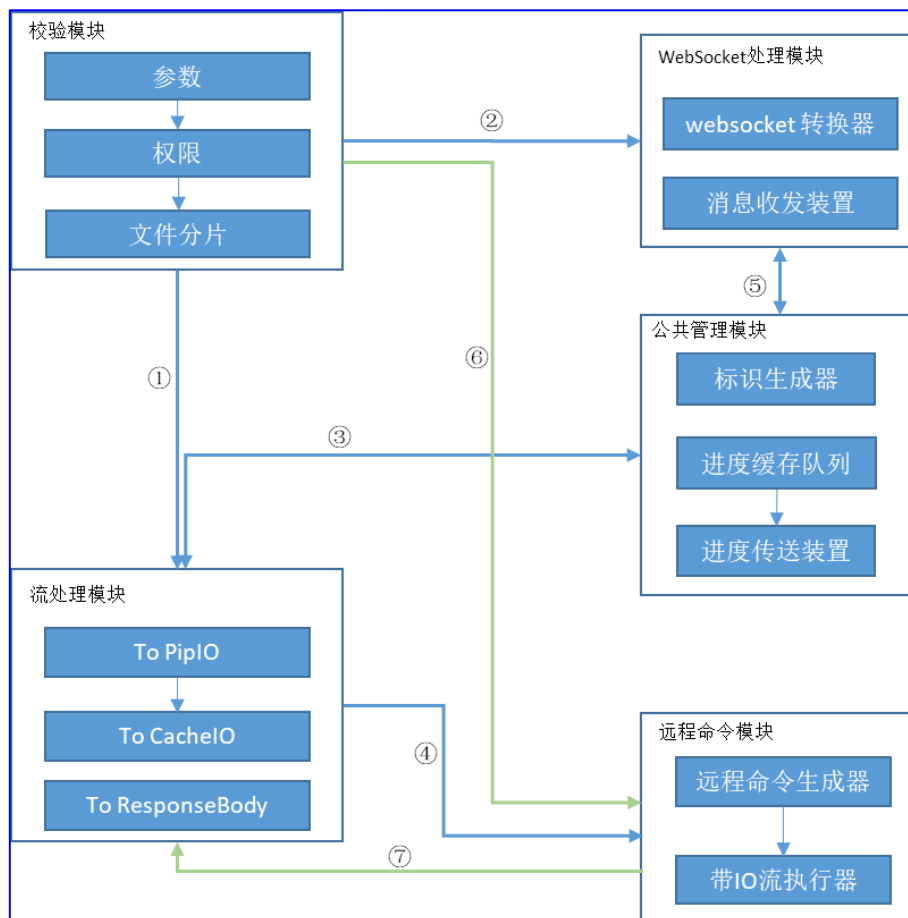 校验模块
参数
权限
文件分片
②
WebSocket处理模块
websocket 转换器
消息收发装置
⑤
公共管理模块
标识生成器
进度缓存队列
进度传送装置
①
⑥
③
流处理模块
To PipIO
To CacheIO
To ResponseBody
④
远程命令模块
远程命令生成器
带IO流执行器
⑦